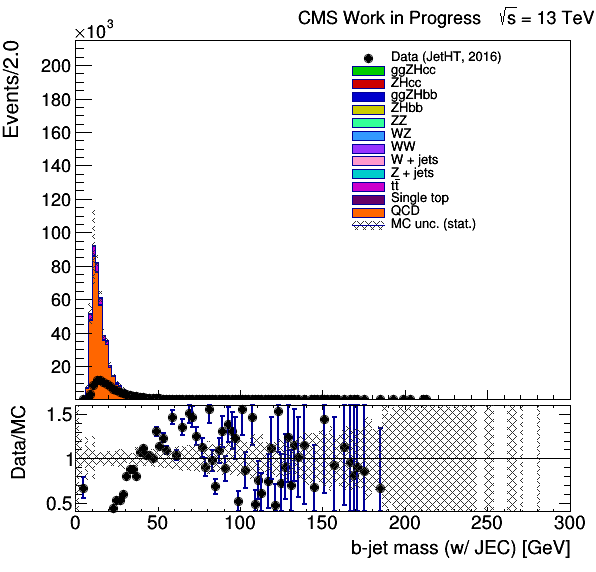 CMS Work in Progress √s = 13 TeV
×10³
Events/2.0
200
180
160
140
120
100
80
60
40
20
Data (JetHT, 2016)
ggZHcc
ZHcc
ggZHbb
ZHbb
ZZ
WZ
WW
W + jets
Z + jets
tt̄
Single top
QCD
MC unc. (stat.)
Data/MC
1.5
1
0.5
0 50 100 150 200 250 300
b-jet mass (w/ JEC) [GeV]